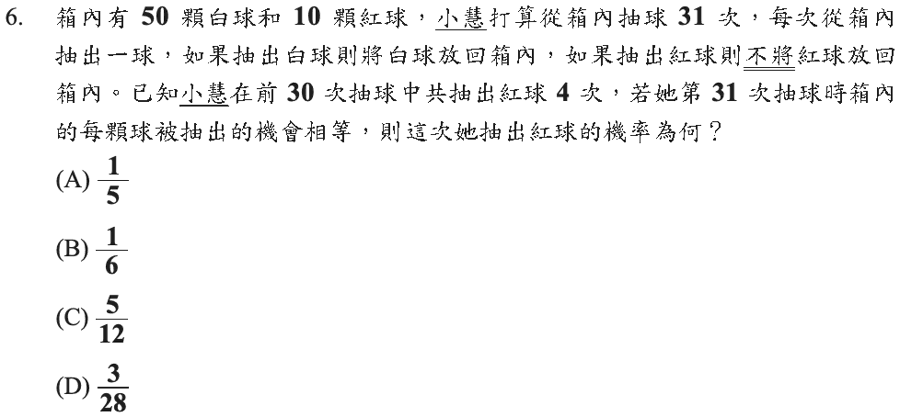 6. 箱內有 50 顆白球和 10 顆紅球，小慧打算從箱內抽球 31 次，每次從箱內
抽出一球，如果抽出白球則將白球放回箱內，如果抽出紅球則不將紅球放回
箱內。已知小慧在前 30 次抽球中共抽出紅球 4 次，若她第 31 次抽球時箱內
的每顆球被抽出的機會相等，則這次她抽出紅球的機率為何？
(A) 1/5
(B) 1/6
(C) 5/12
(D) 3/28